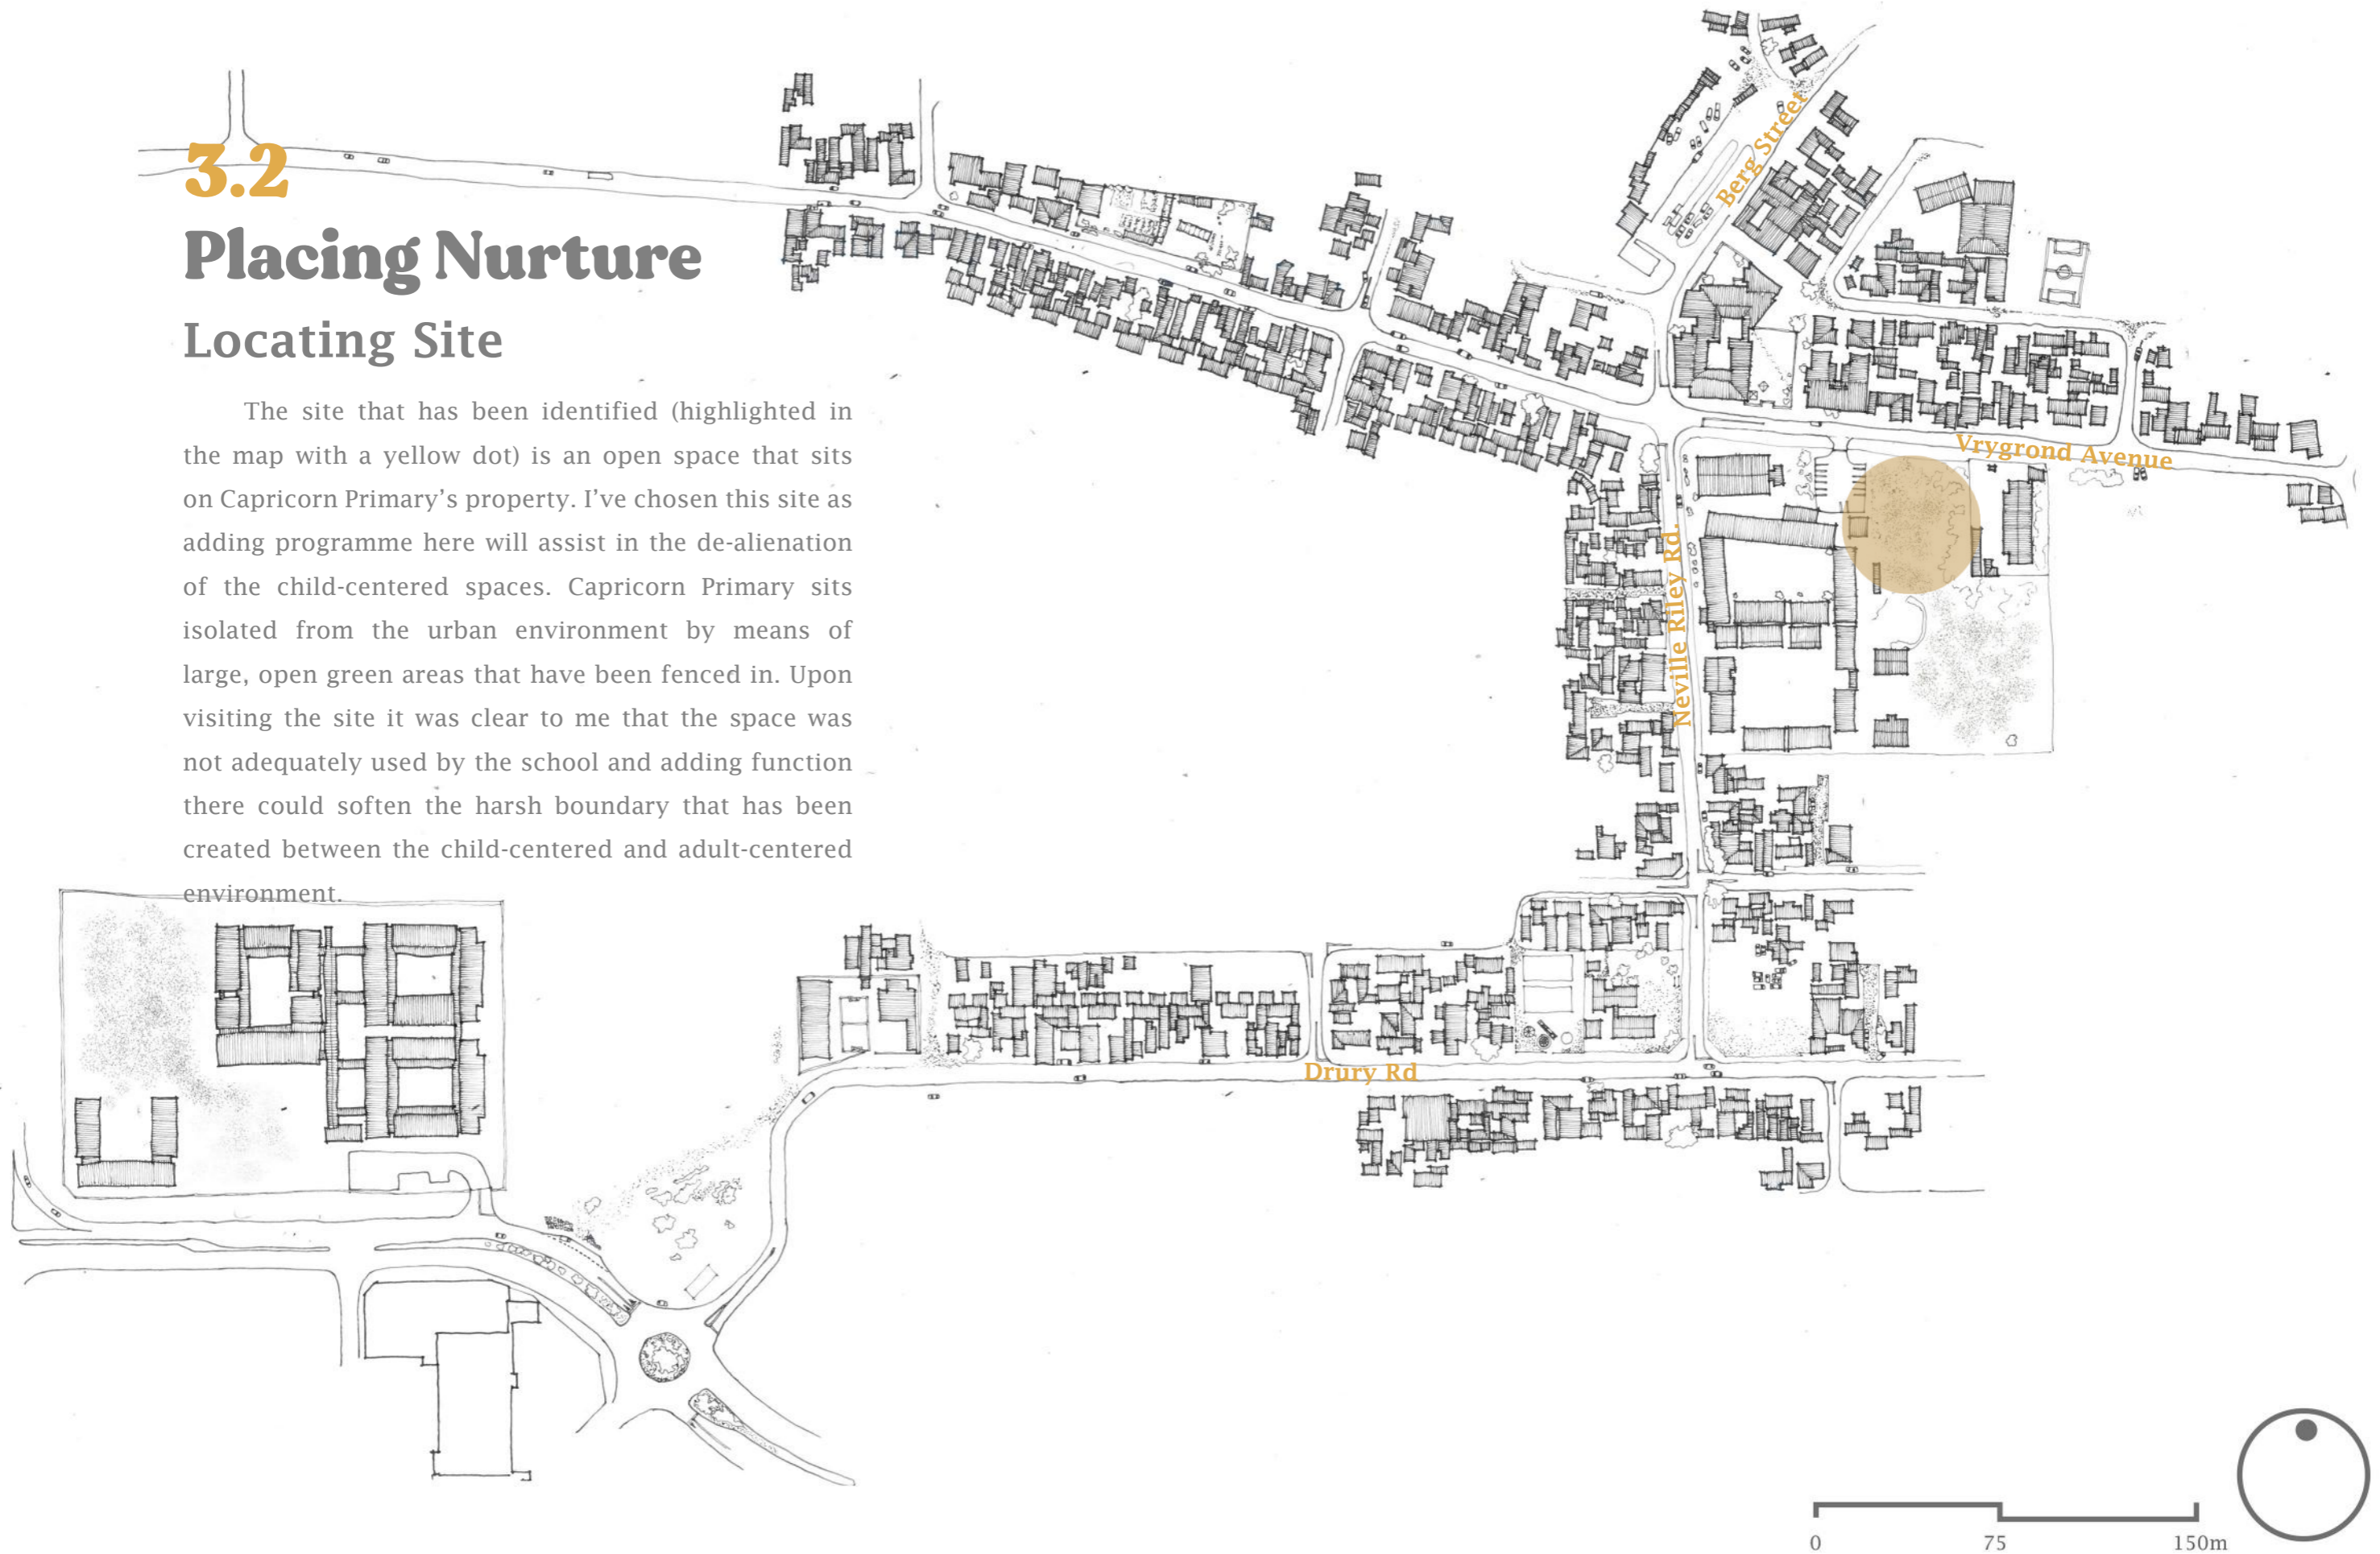 3.2
Placing Nurture
Locating Site
The site that has been identified (highlighted in
the map with a yellow dot) is an open space that sits
on Capricorn Primary’s property. I’ve chosen this site as
adding programme here will assist in the de-alienation
of the child-centered spaces. Capricorn Primary sits
isolated from the urban environment by means of
large, open green areas that have been fenced in. Upon
visiting the site it was clear to me that the space was
not adequately used by the school and adding function
there could soften the harsh boundary that has been
created between the child-centered and adult-centered
environment.
Berg Street
Vrygrond Avenue
Neville Riley Rd.
Drury Rd
0 75 150m